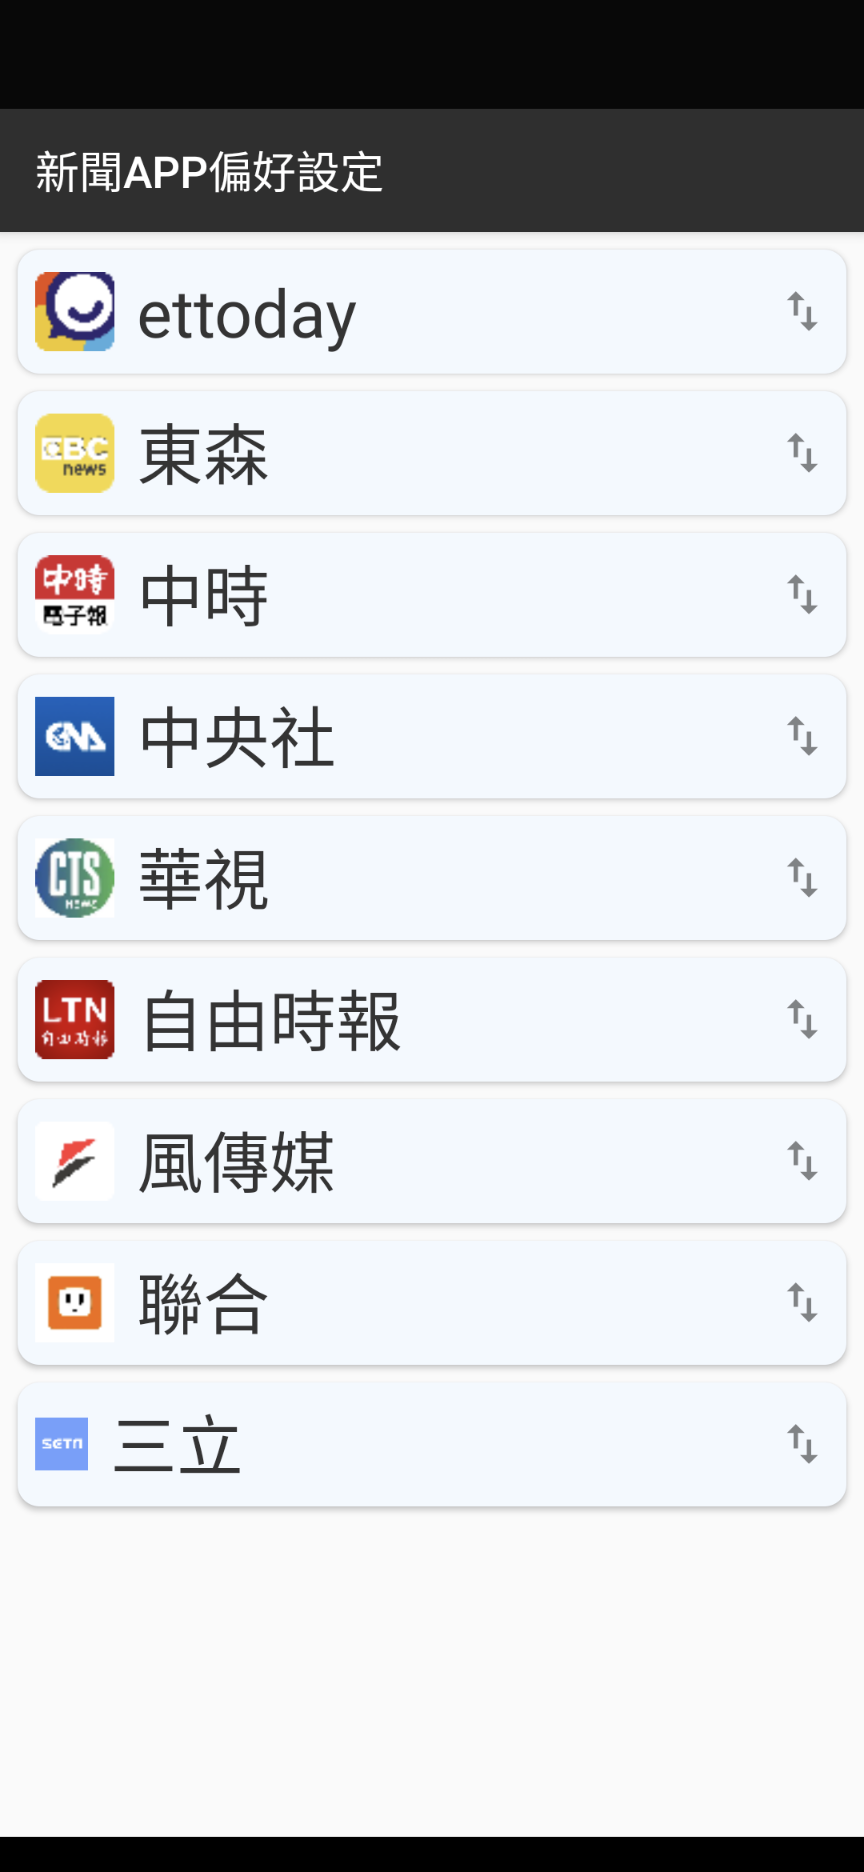 新聞APP偏好設定
ettoday
EBC
news
東森
中時
電子報
中時
CNA
中央社
CTS
NEWS
華視
LTN
自由時報
自由時報
風傳媒
聯合
SETN
三立